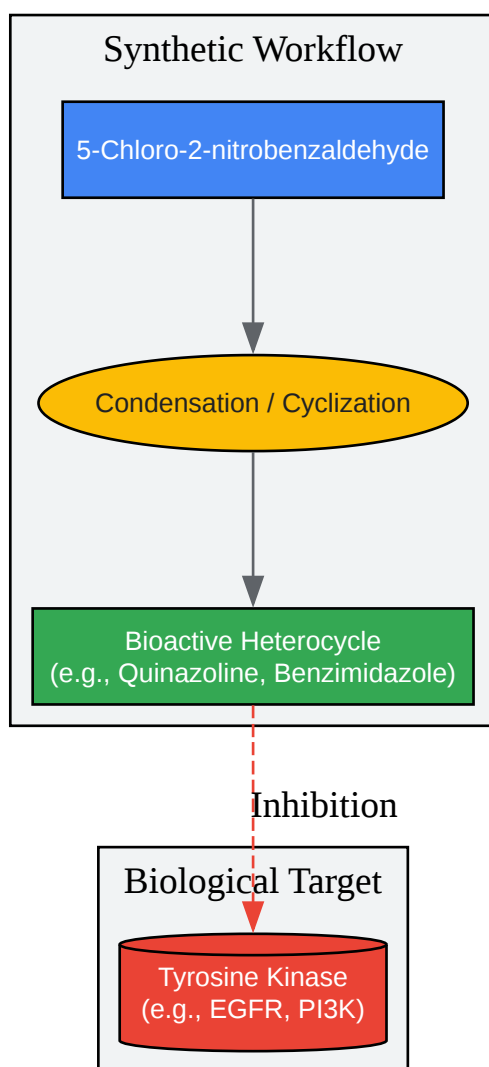 Synthetic Workflow
5-Chloro-2-nitrobenzaldehyde
Condensation / Cyclization
Bioactive Heterocycle
(e.g., Quinazoline, Benzimidazole)
Inhibition
Biological Target
Tyrosine Kinase
(e.g., EGFR, PI3K)